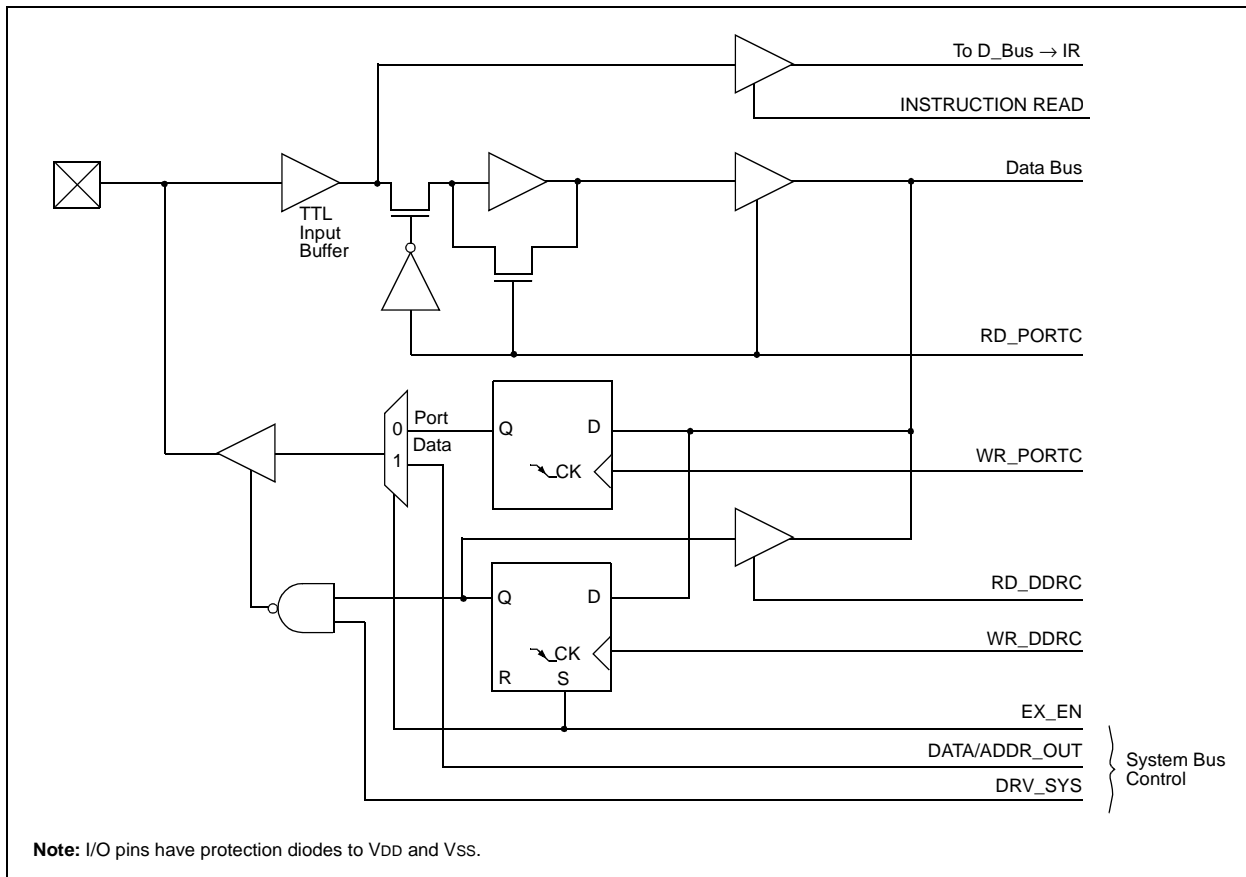 To D_Bus → IR
INSTRUCTION READ
Data Bus
TTL
Input
Buffer
RD_PORTC
0
Port
Data
1
Q
D
CK
WR_PORTC
RD_DDRC
Q
D
CK
R
S
WR_DDRC
EX_EN
DATA/ADDR_OUT
DRV_SYS
System Bus
Control
Note: I/O pins have protection diodes to VDD and VSS.